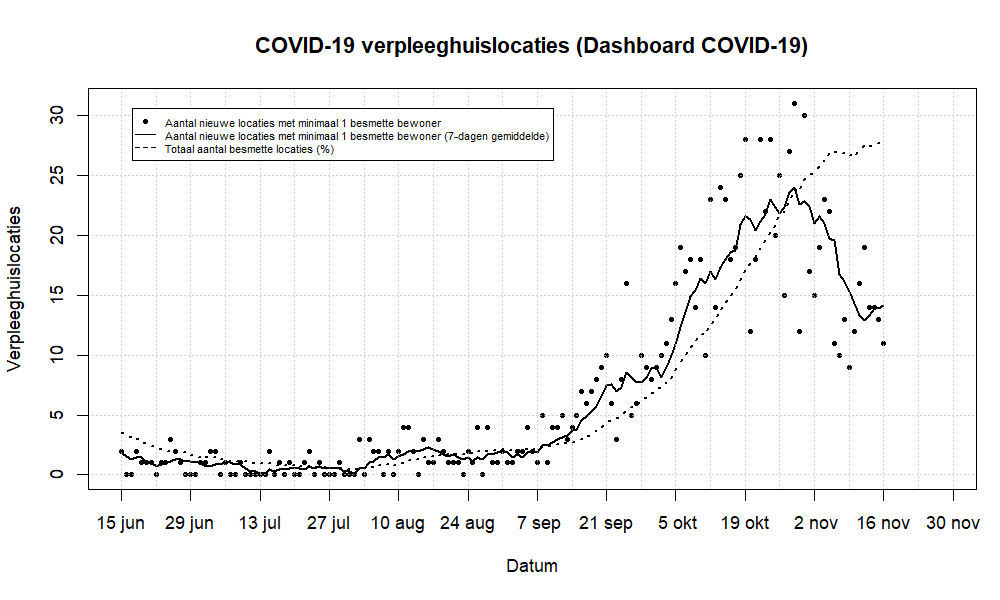 COVID-19 verpleeghuislocaties (Dashboard COVID-19)
Aantal nieuwe locaties met minimaal 1 besmette bewoner
Aantal nieuwe locaties met minimaal 1 besmette bewoner (7-dagen gemiddelde)
Totaal aantal besmette locaties (%)
Verpleeghuislocaties
30
25
20
15
10
5
0
15 jun 29 jun 13 jul 27 jul 10 aug 24 aug 7 sep 21 sep 5 okt 19 okt 2 nov 16 nov 30 nov
Datum